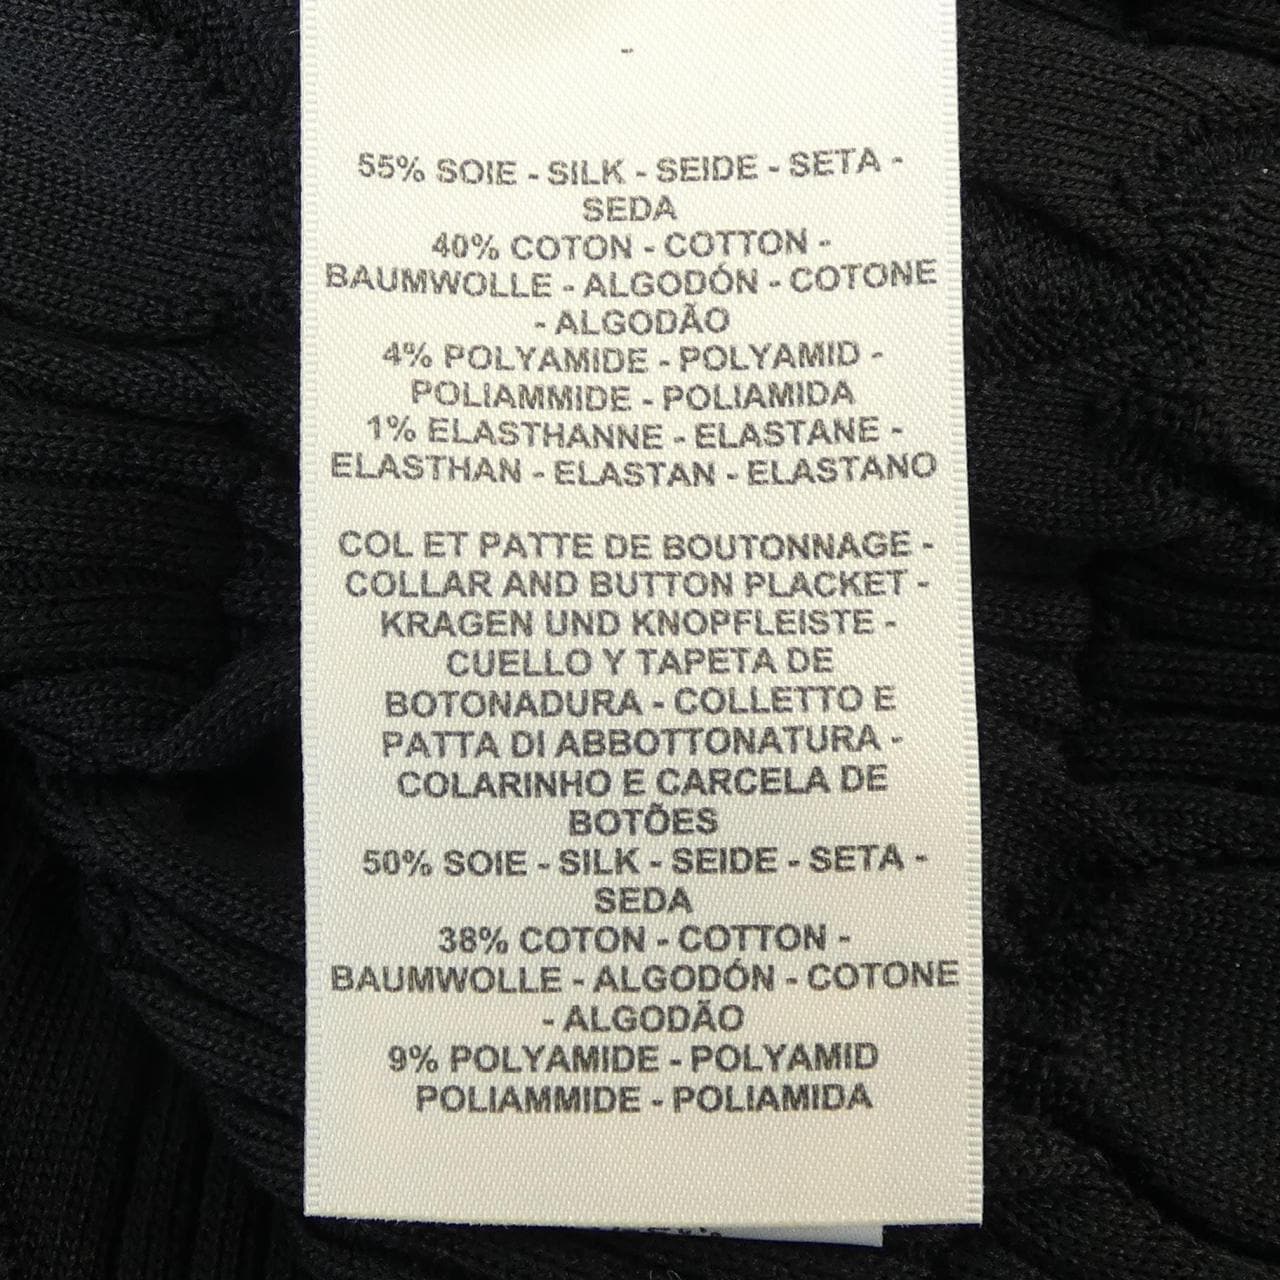 -
55% SOIE - SILK - SEIDE - SETA -
SEDA
40% COTON - COTTON -
BAUMWOLLE - ALGODÓN - COTONE
- ALGODÃO
4% POLYAMIDE - POLYAMID -
POLIAMMIDE - POLIAMIDA
1% ELASTHANNE - ELASTANE -
ELASTHAN - ELASTAN - ELASTANO
COL ET PATTE DE BOUTONNAGE -
COLLAR AND BUTTON PLACKET -
KRAGEN UND KNOPFLEISTE -
CUELLO Y TAPETA DE
BOTONADURA - COLLETTO E
PATTA DI ABBOTTONATURA -
COLARINHO E CARCELA DE
BOTÕES
50% SOIE - SILK - SEIDE - SETA -
SEDA
38% COTON - COTTON -
BAUMWOLLE - ALGODÓN - COTONE
- ALGODÃO
9% POLYAMIDE - POLYAMID
POLIAMMIDE - POLIAMIDA